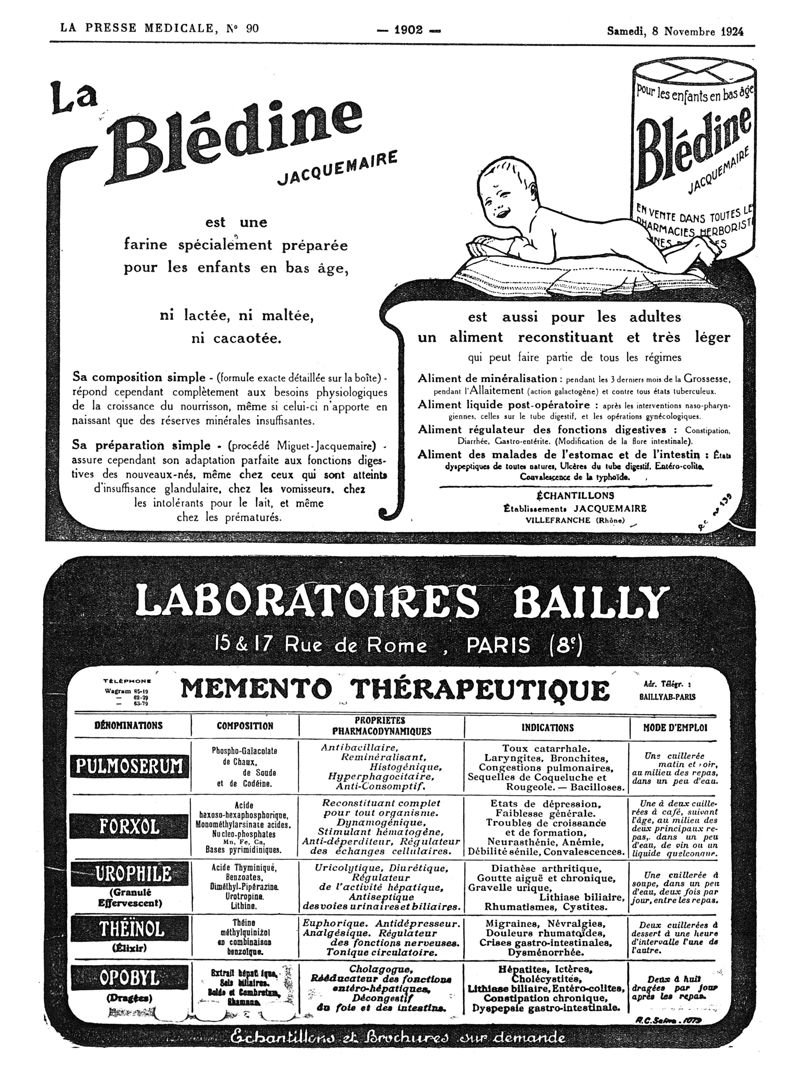 LA PRESSE MEDICALE, N° 90
— 1902 —
Samedi, 8 Novembre 1924
La
Blédine
JACQUEMAIRE
est une
farine spécialement préparée
pour les enfants en bas âge,
ni lactée, ni maltée,
ni cacaotée.
Sa composition simple - (formule exacte détaillée sur la boîte) -
répond cependant complètement aux besoins physiologiques
de la croissance du nourrisson, même si celui-ci n'apporte en
naissant que des réserves minérales insuffisantes.
Sa préparation simple - (procédé Miguet-Jacquemaire) -
assure cependant son adaptation parfaite aux fonctions diges-
tives des nouveaux-nés, même chez ceux qui sont atteints
d'insuffisance glandulaire, chez les vomisseurs, chez
les intolérants pour le lait, et même
chez les prématurés.
pour les enfants en bas âge
Blédine
JACQUEMAIRE
EN VENTE DANS TOUTES LE
PHARMACIES HERBORIST
est aussi pour les adultes
un aliment reconstituant et très léger
qui peut faire partie de tous les régimes
Aliment de minéralisation : pendant les 3 derniers mois de la Grossesse,
pendant l'Allaitement (action galactogène) et contre tous états tuberculeux.
Aliment liquide post-opératoire : après les interventions naso-pharyn-
giennes, celles sur le tube digestif, et les opérations gynécologiques.
Aliment régulateur des fonctions digestives : Constipation,
Diarrhée, Gastro-entérite. (Modification de la flore intestinale).
Aliment des malades de l'estomac et de l'intestin : États
dyspeptiques de toutes natures, Ulcères du tube digestif, Entéro-colite,
Convalescence de la typhoïde.
ÉCHANTILLONS
Établissements JACQUEMAIRE
VILLEFRANCHE (Rhône)
R.C. N° 139
LABORATOIRES BAILLY
15 & 17 Rue de Rome, PARIS (8e)
TÉLÉPHONE
Wagram 85-19
— 62-29
— 63-79
MEMENTO THÉRAPEUTIQUE
Adr. Télégr. :
BAILLYAB-PARIS
DÉNOMINATIONS
COMPOSITION
PROPRIETES
PHARMACODYNAMIQUES
INDICATIONS
MODE D'EMPLOI
PULMOSERUM
Phospho-Gaïacolate
de Chaux,
de Soude
et de Codéine.
Antibacillaire,
Reminéralisant,
Histogénique,
Hyperphagocitaire,
Anti-Consomptif.
Toux catarrhale.
Laryngites, Bronchites,
Congestions pulmonaires,
Sequelles de Coqueluche et
Rougeole. — Bacilloses.
Une cuillerée
matin et soir,
au milieu des repas,
dans un peu d'eau.
FORXOL
Acide
hexoso-hexaphosphorique,
Monométhylarsinate acides,
Nucleo-phosphates
Mn, Fe, Ca,
Bases pyrimidiniques.
Reconstituant complet
pour tout organisme.
Dynamogénique,
Stimulant hématogène,
Anti-déperditeur, Régulateur
des échanges cellulaires.
Etats de dépression,
Faiblesse générale.
Troubles de croissance
et de formation,
Neurasthénie, Anémie,
Débilité sénile, Convalescences.
Une à deux cuille-
rées à café, suivant
l'âge, au milieu des
deux principaux re-
pas, dans un peu
d'eau, de vin ou un
liquide quelconque.
UROPHILE
(Granulé
Effervescent)
Acide Thyminiqué,
Benzoates,
Diméthyl-Pipérazine.
Urotropine.
Lithine.
Uricolytique, Diurétique,
Régulateur
de l'activité hépatique,
Antiseptique
des voies urinaires et biliaires.
Diathèse arthritique,
Goutte aiguë et chronique,
Gravelle urique,
Lithiase biliaire,
Rhumatismes, Cystites.
Une cuillerée à
soupe, dans un peu
d'eau, deux fois par
jour, entre les repas.
THÉÏNOL
(Élixir)
Théine
méthylquinizol
en combinaison
benzoïque.
Euphorique. Antidépresseur.
Analgésique. Régulateur
des fonctions nerveuses.
Tonique circulatoire.
Migraines, Névralgies,
Douleurs rhumatoïdes,
Crises gastro-intestinales,
Dysménorrhée.
Deux cuillerées à
dessert à une heure
d'intervalle l'une de
l'autre.
OPOBYL
(Dragées)
Extrait hépatique,
Sels biliaires.
Boldo et Combretum,
Rhamnus.
Cholagogue,
Rééducateur des fonctions
entéro-hépatiques,
Décongestif
du foie et des intestins.
Hépatites, Ictères,
Cholécystites,
Lithiase biliaire, Entéro-colites,
Constipation chronique,
Dyspepsie gastro-intestinale.
Deux à huit
dragées par jour
après les repas.
R.C. Seine. 1079
Échantillons et Brochures sur demande